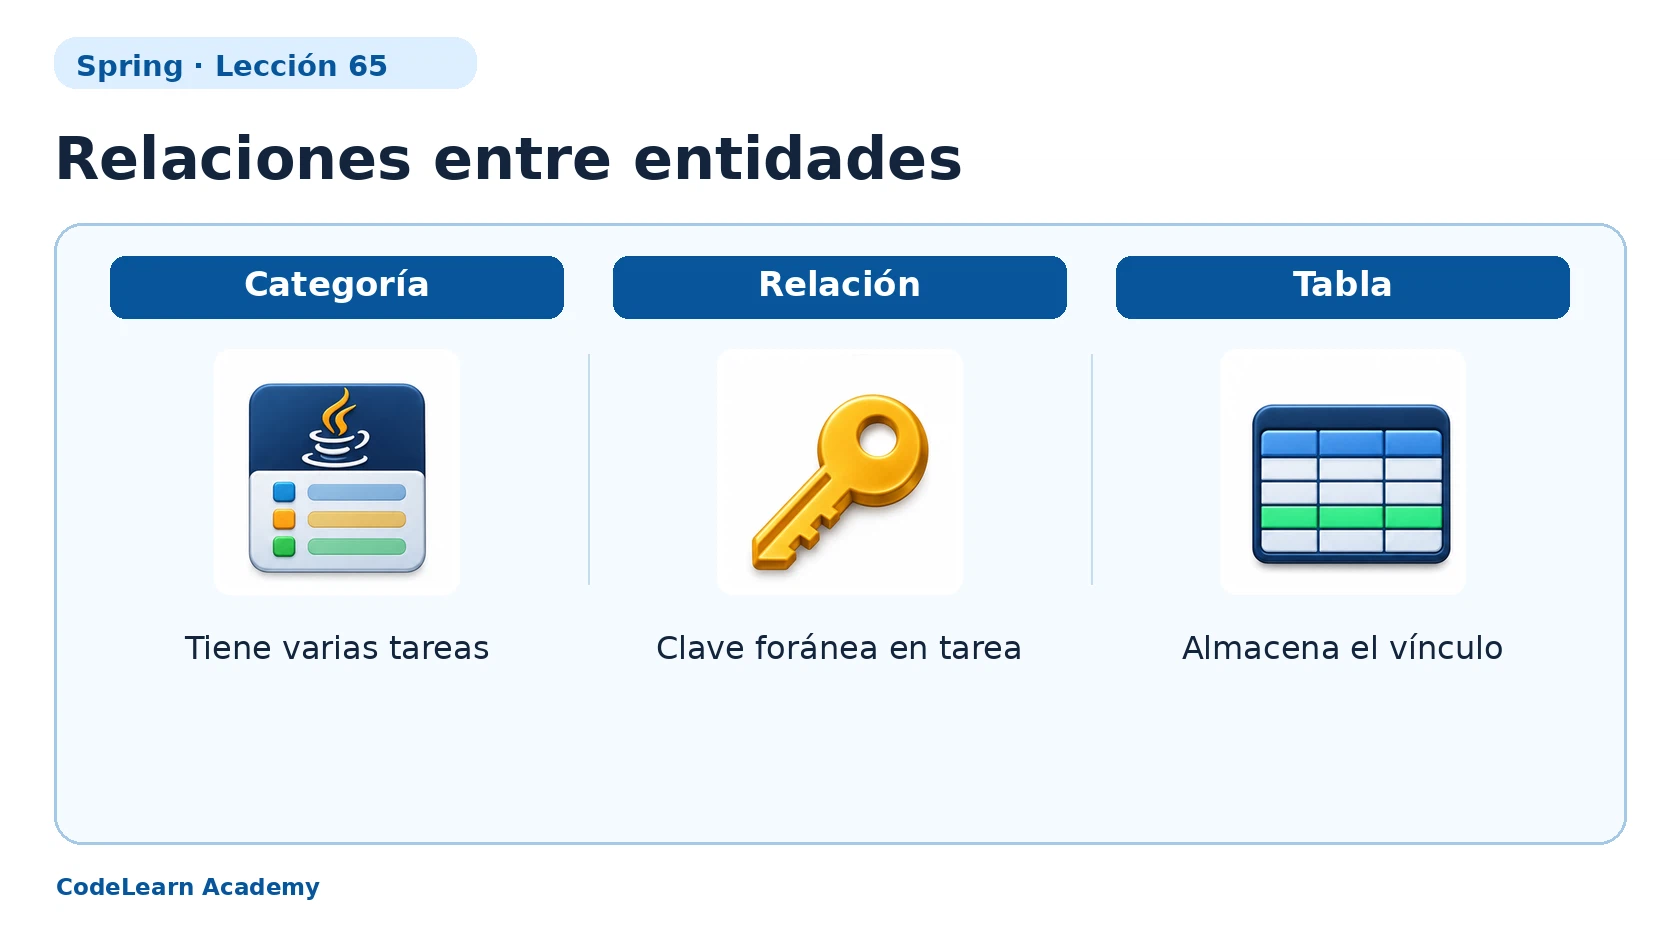 Spring · Lección 65
Relaciones entre entidades
Categoría
Relación
Tabla
Tiene varias tareas
Clave foránea en tarea
Almacena el vínculo
CodeLearn Academy